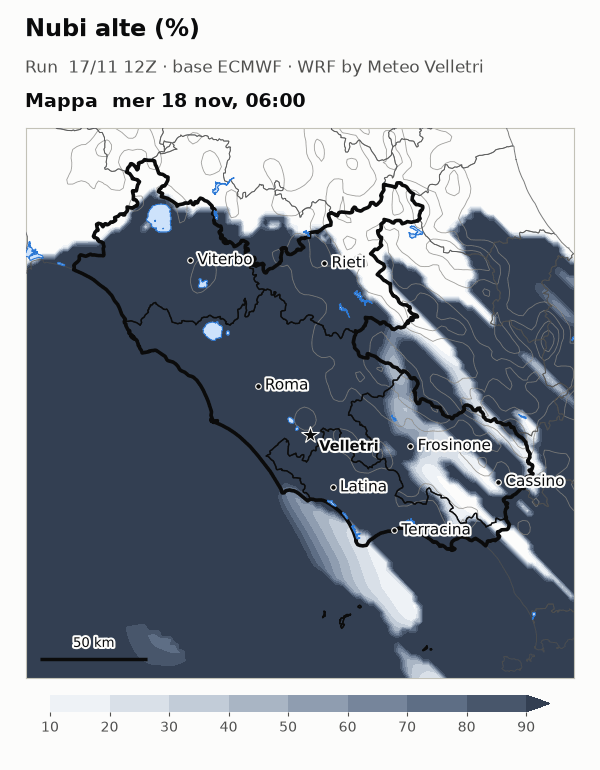 Nubi alte (%)
Run 17/11 12Z · base ECMWF · WRF by Meteo Velletri
Mappa mer 18 nov, 06:00
Viterbo
Rieti
Roma
Velletri
Frosinone
Cassino
Latina
Terracina
50 km
10 20 30 40 50 60 70 80 90